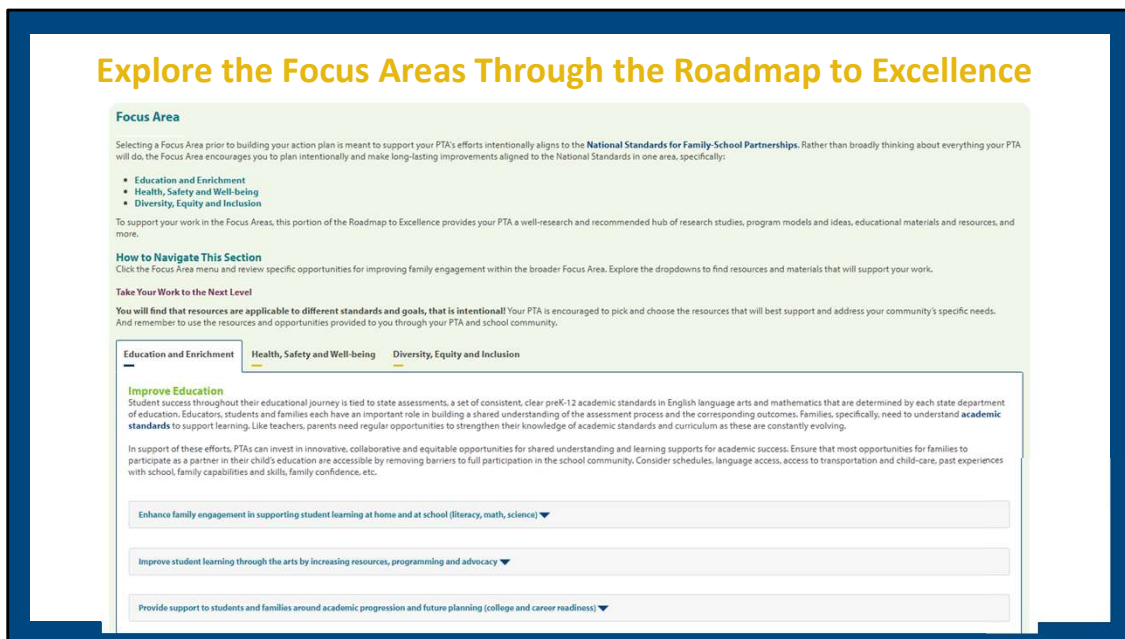 Explore the Focus Areas Through the Roadmap to Excellence
Focus Area
Selecting a Focus Area prior to building your action plan is meant to support your PTA's efforts intentionally aligns to the National Standards for Family-School Partnerships. Rather than broadly thinking about everything your PTA
will do, the Focus Area encourages you to plan intentionally and make long-lasting improvements aligned to the National Standards in one area, specifically:
• Education and Enrichment
• Health, Safety and Well-being
• Diversity, Equity and Inclusion
To support your work in the Focus Areas, this portion of the Roadmap to Excellence provides your PTA a well-research and recommended hub of research studies, program models and ideas, educational materials and resources, and
more.
How to Navigate This Section
Click the Focus Area menu and review specific opportunities for improving family engagement within the broader Focus Area. Explore the dropdowns to find resources and materials that will support your work.
Take Your Work to the Next Level
You will find that resources are applicable to different standards and goals, that is intentional! Your PTA is encouraged to pick and choose the resources that will best support and address your community's specific needs.
And remember to use the resources and opportunities provided to you through your PTA and school community.
Education and Enrichment Health, Safety and Well-being Diversity, Equity and Inclusion
Improve Education
Student success throughout their educational journey is tied to state assessments, a set of consistent, clear preK-12 academic standards in English language arts and mathematics that are determined by each state department
of education. Educators, students and families each have an important role in building a shared understanding of the assessment process and the corresponding outcomes. Families, specifically, need to understand academic
standards to support learning. Like teachers, parents need regular opportunities to strengthen their knowledge of academic standards and curriculum as these are constantly evolving.
In support of these efforts, PTAs can invest in innovative, collaborative and equitable opportunities for shared understanding and learning supports for academic success. Ensure that most opportunities for families to
participate as a partner in their child's education are accessible by removing barriers to full participation in the school community. Consider schedules, language access, access to transportation and child-care, past experiences
with school, family capabilities and skills, family confidence, etc.
Enhance family engagement in supporting student learning at home and at school (literacy, math, science)
Improve student learning through the arts by increasing resources, programming and advocacy
Provide support to students and families around academic progression and future planning (college and career readiness)